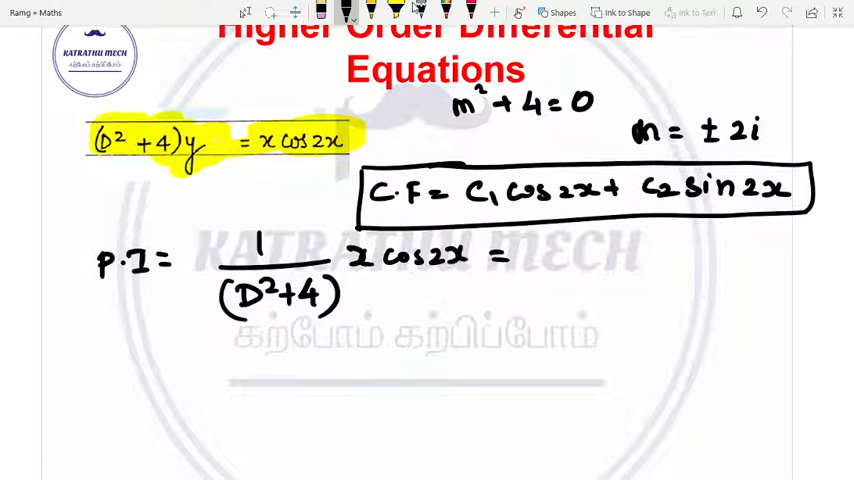 Ramg » Maths
Shapes
Ink to Shape
Ink to Text
Higher Order Differential
Equations
KATRATHU MECH
கற்போம் கற்பிப்போம்
m² + 4 = 0
(D² + 4)y = x cos 2x
m = ± 2i
C.F = C₁ cos 2x + C₂ sin 2x
P.I = 1/(D²+4) x cos 2x =
KATRATHU MECH
கற்போம் கற்பிப்போம்